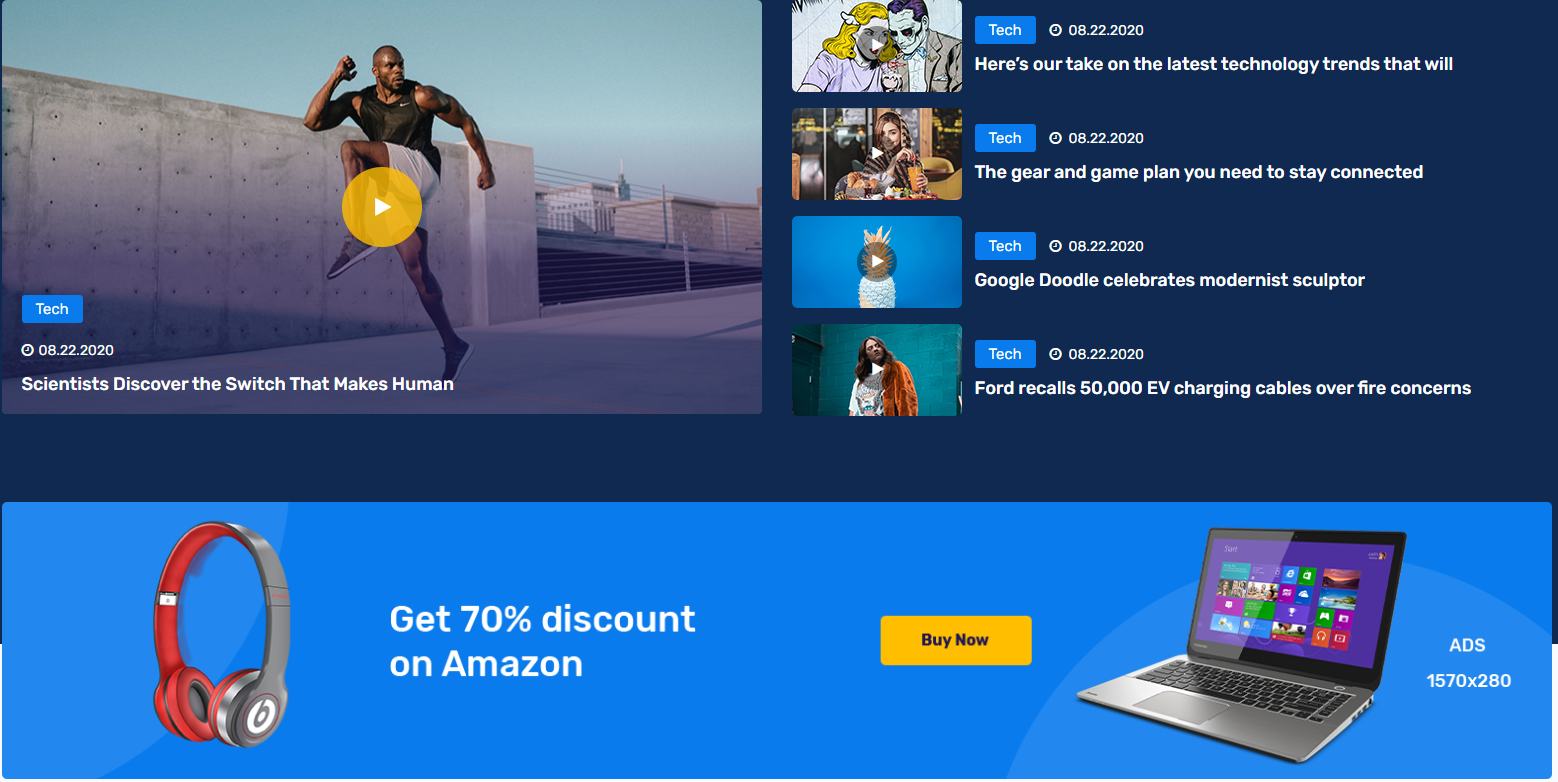 Tech
08.22.2020
Scientists Discover the Switch That Makes Human
Tech
08.22.2020
Here’s our take on the latest technology trends that will
Tech
08.22.2020
The gear and game plan you need to stay connected
Tech
08.22.2020
Google Doodle celebrates modernist sculptor
Tech
08.22.2020
Ford recalls 50,000 EV charging cables over fire concerns
Get 70% discount
on Amazon
Buy Now
Start
ADS
1570x280